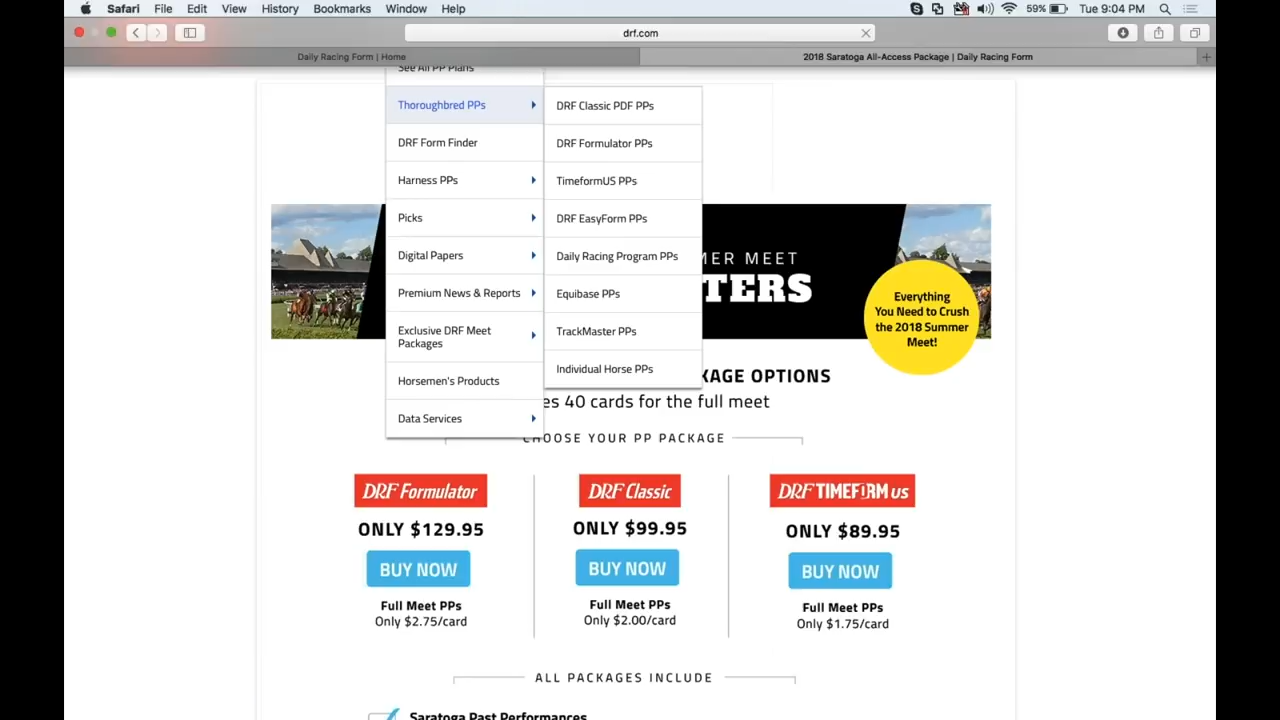 Safari File Edit View History Bookmarks Window Help 59% Tue 9:04 PM
drf.com
Daily Racing Form | Home
2018 Saratoga All-Access Package | Daily Racing Form
See All PP Plans
Thoroughbred PPs
DRF Form Finder
Harness PPs
Picks
Digital Papers
Premium News & Reports
Exclusive DRF Meet
Packages
Horsemen's Products
Data Services
DRF Classic PDF PPs
DRF Formulator PPs
TimeformUS PPs
DRF EasyForm PPs
Daily Racing Program PPs
Equibase PPs
TrackMaster PPs
Individual Horse PPs
MER MEET
TERS
Everything
You Need to Crush
the 2018 Summer
Meet!
KAGE OPTIONS
es 40 cards for the full meet
CHOOSE YOUR PP PACKAGE
DRF Formulator
ONLY $129.95
BUY NOW
Full Meet PPs
Only $2.75/card
DRF Classic
ONLY $99.95
BUY NOW
Full Meet PPs
Only $2.00/card
DRF TIMEFORM US
ONLY $89.95
BUY NOW
Full Meet PPs
Only $1.75/card
ALL PACKAGES INCLUDE
Saratoga Past Performances